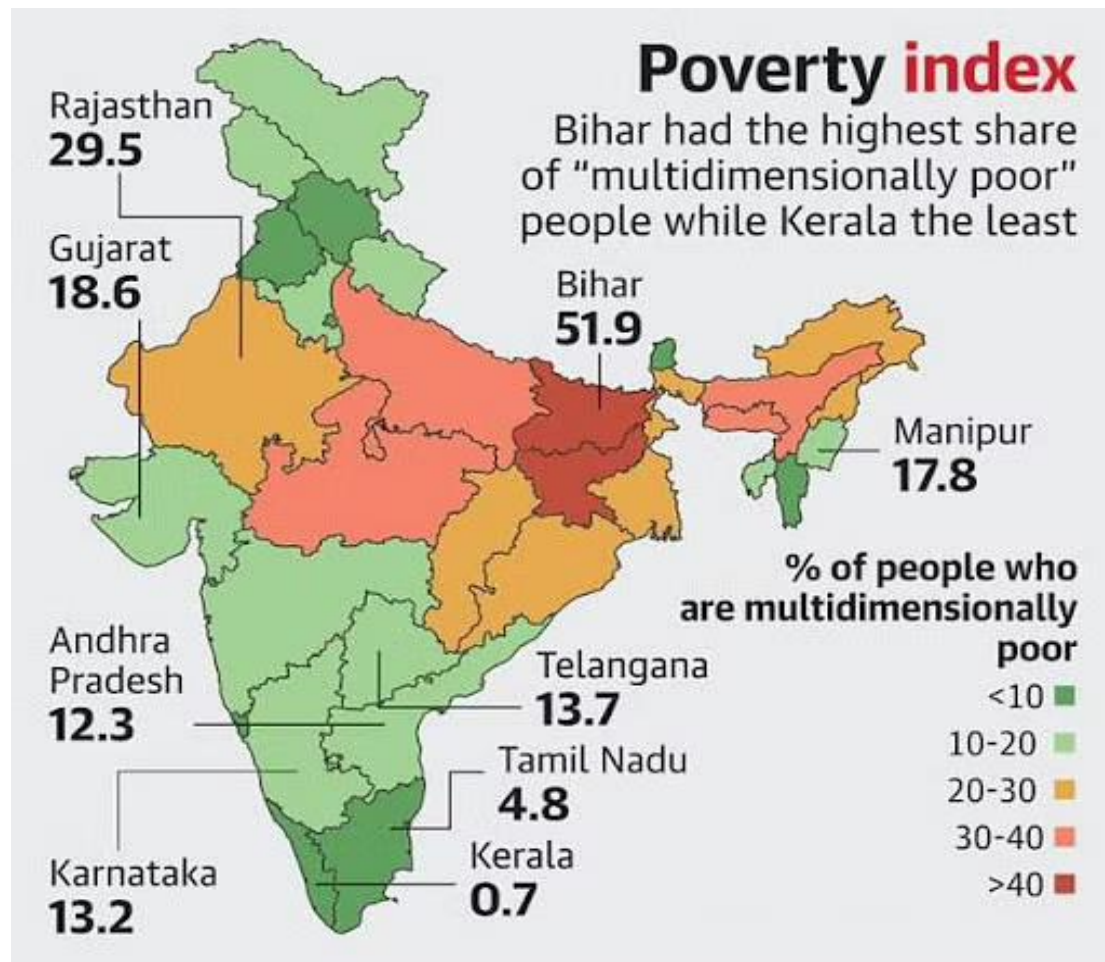 Poverty index
Bihar had the highest share
of “multidimensionally poor”
people while Kerala the least
Rajasthan
29.5
Gujarat
18.6
Bihar
51.9
Manipur
17.8
% of people who
are multidimensionally
poor
<10
10-20
20-30
30-40
>40
Andhra
Pradesh
12.3
Telangana
13.7
Tamil Nadu
4.8
Karnataka
13.2
Kerala
0.7